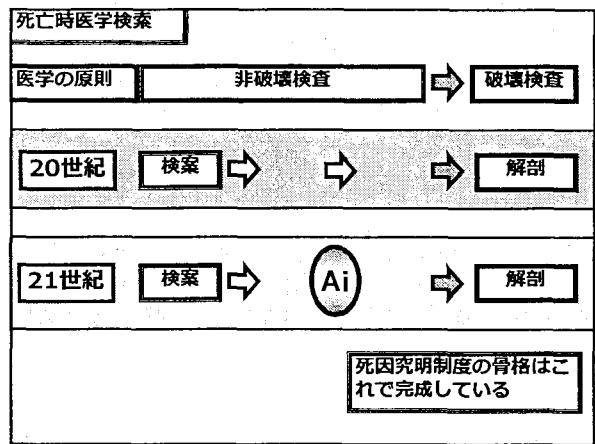 死亡時医学検索
医学の原則 非破壊検査 破壊検査
20世紀 検案 解剖
21世紀 検案 Ai 解剖
死因究明制度の骨格はこ
れで完成している